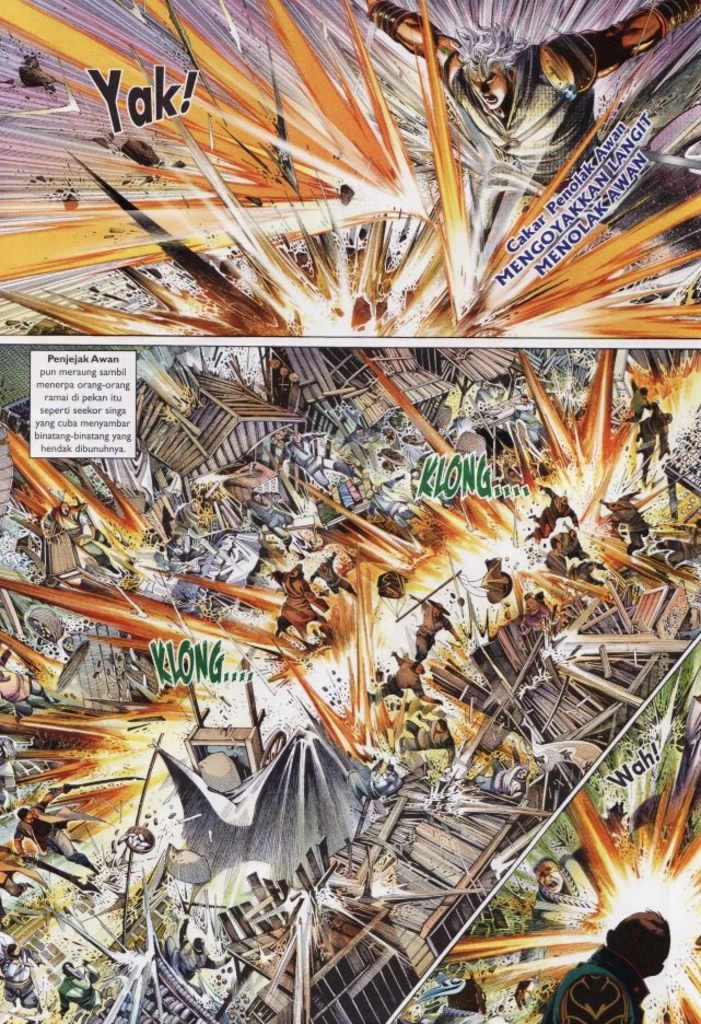 Yak!
Cakar Penolak Awan
MENGOYAKKAN LANGIT
MENOLAK AWAN
Penjejak Awan
pun meraung sambil
menerpa orang-orang
ramai di pekan itu
seperti seekor singa
yang cuba menyambar
binatang-binatang yang
hendak dibunuhnya.
KLONG....
KLONG....
Wah!